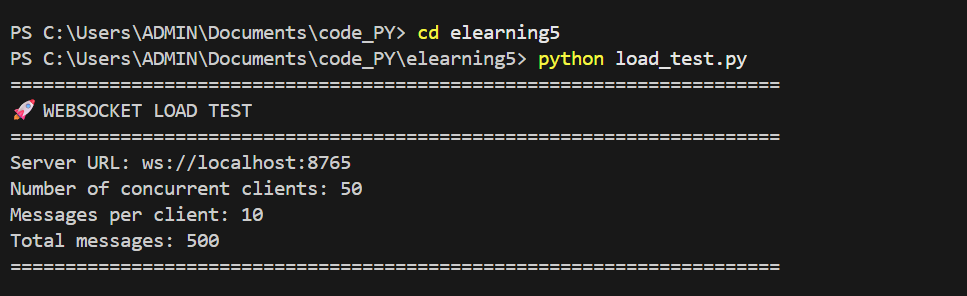 PS C:\Users\ADMIN\Documents\code_PY> cd elearning5
PS C:\Users\ADMIN\Documents\code_PY\elearning5> python load_test.py
======================================================================
🚀 WEBSOCKET LOAD TEST
======================================================================
Server URL: ws://localhost:8765
Number of concurrent clients: 50
Messages per client: 10
Total messages: 500
======================================================================